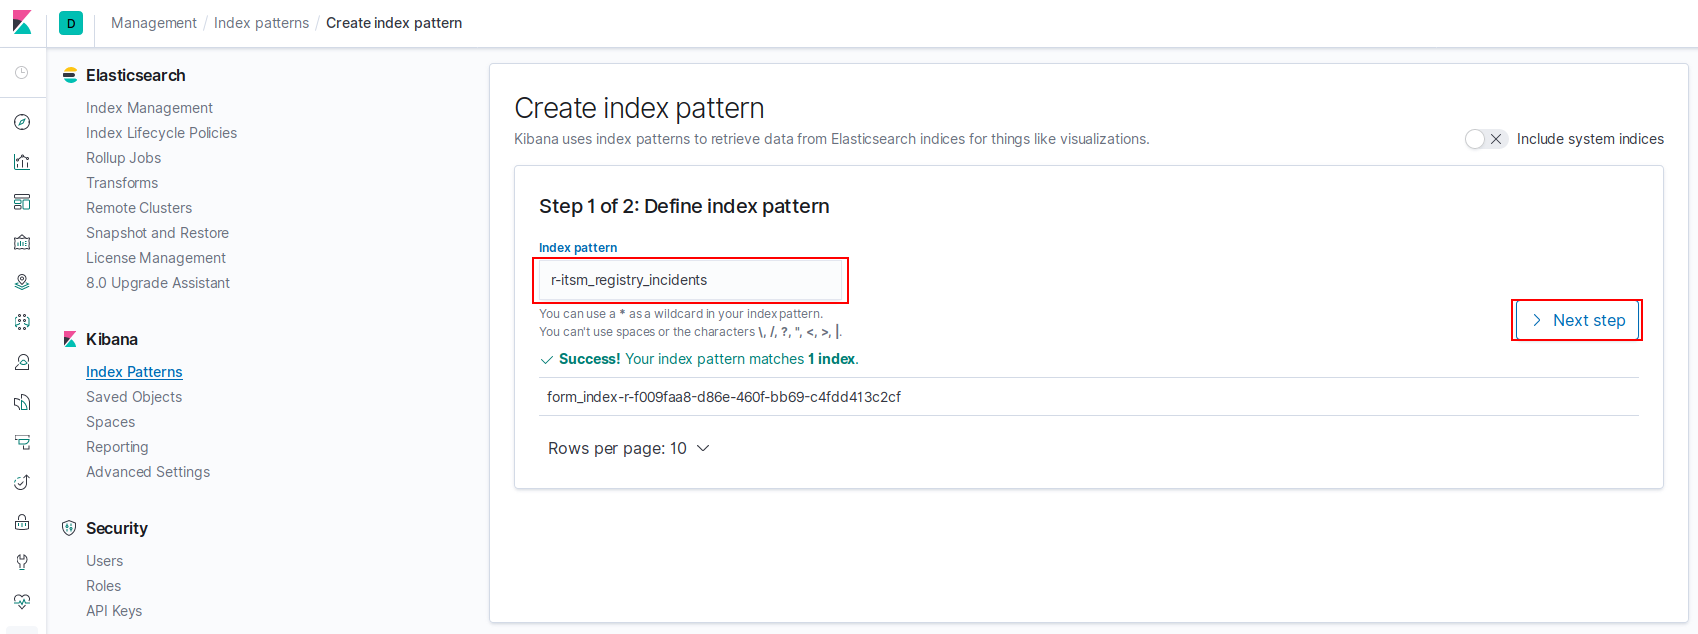 D Management / Index patterns / Create index pattern
Elasticsearch
Index Management
Index Lifecycle Policies
Rollup Jobs
Transforms
Remote Clusters
Snapshot and Restore
License Management
8.0 Upgrade Assistant
Kibana
Index Patterns
Saved Objects
Spaces
Reporting
Advanced Settings
Security
Users
Roles
API Keys
Create index pattern
Kibana uses index patterns to retrieve data from Elasticsearch indices for things like visualizations.
Include system indices
Step 1 of 2: Define index pattern
Index pattern
r-itsm_registry_incidents
You can use a * as a wildcard in your index pattern.
You can't use spaces or the characters \, /, ?, ", <, >, |.
Next step
Success! Your index pattern matches 1 index.
form_index-r-f009faa8-d86e-460f-bb69-c4fdd413c2cf
Rows per page: 10